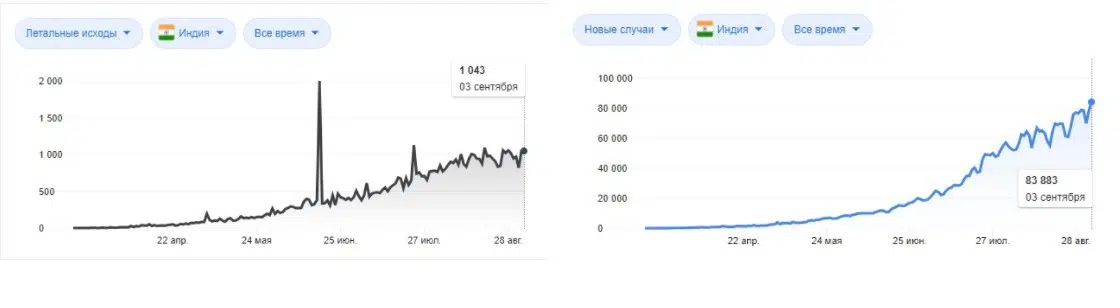 Летальные исходы Индия Все время
1 043
03 сентября
2 000
1 500
1 000
500
0
22 апр. 24 мая 25 июн. 27 июл. 28 авг.
Новые случаи Индия Все время
100 000
80 000
60 000
40 000
20 000
0
83 883
03 сентября
22 апр. 24 мая 25 июн. 27 июл. 28 авг.